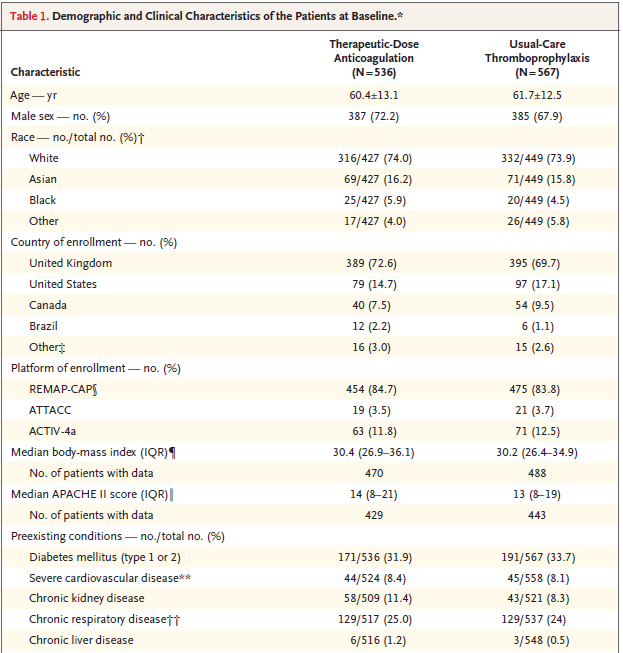 Table 1. Demographic and Clinical Characteristics of the Patients at Baseline.*
Characteristic Therapeutic-Dose Anticoagulation (N=536) Usual-Care Thromboprophylaxis (N=567)
Age — yr 60.4±13.1 61.7±12.5
Male sex — no. (%) 387 (72.2) 385 (67.9)
Race — no./total no. (%)†
White 316/427 (74.0) 332/449 (73.9)
Asian 69/427 (16.2) 71/449 (15.8)
Black 25/427 (5.9) 20/449 (4.5)
Other 17/427 (4.0) 26/449 (5.8)
Country of enrollment — no. (%)
United Kingdom 389 (72.6) 395 (69.7)
United States 79 (14.7) 97 (17.1)
Canada 40 (7.5) 54 (9.5)
Brazil 12 (2.2) 6 (1.1)
Other‡ 16 (3.0) 15 (2.6)
Platform of enrollment — no. (%)
REMAP-CAP§ 454 (84.7) 475 (83.8)
ATTACC 19 (3.5) 21 (3.7)
ACTIV-4a 63 (11.8) 71 (12.5)
Median body-mass index (IQR)¶ 30.4 (26.9–36.1) 30.2 (26.4–34.9)
No. of patients with data 470 488
Median APACHE II score (IQR)‖ 14 (8–21) 13 (8–19)
No. of patients with data 429 443
Preexisting conditions — no./total no. (%)
Diabetes mellitus (type 1 or 2) 171/536 (31.9) 191/567 (33.7)
Severe cardiovascular disease** 44/524 (8.4) 45/558 (8.1)
Chronic kidney disease 58/509 (11.4) 43/521 (8.3)
Chronic respiratory disease†† 129/517 (25.0) 129/537 (24)
Chronic liver disease 6/516 (1.2) 3/548 (0.5)